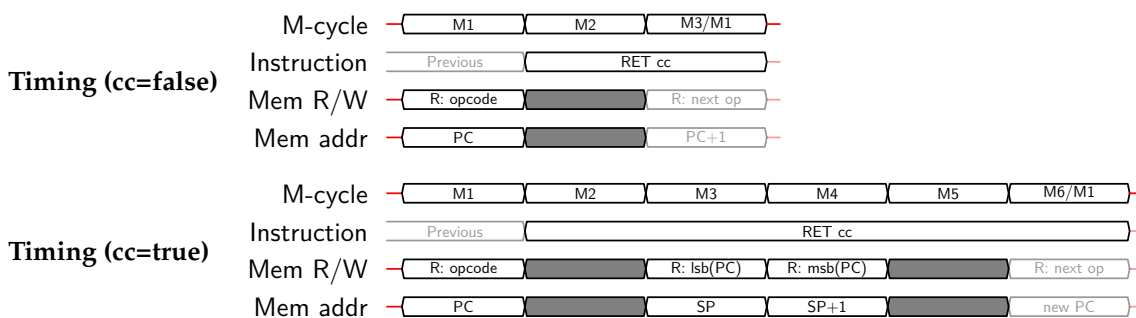 Timing (cc=false)
M-cycle M1 M2 M3/M1
Instruction Previous RET cc
Mem R/W R: opcode R: next op
Mem addr PC PC+1
Timing (cc=true)
M-cycle M1 M2 M3 M4 M5 M6/M1
Instruction Previous RET cc
Mem R/W R: opcode R: lsb(PC) R: msb(PC) R: next op
Mem addr PC SP SP+1 new PC